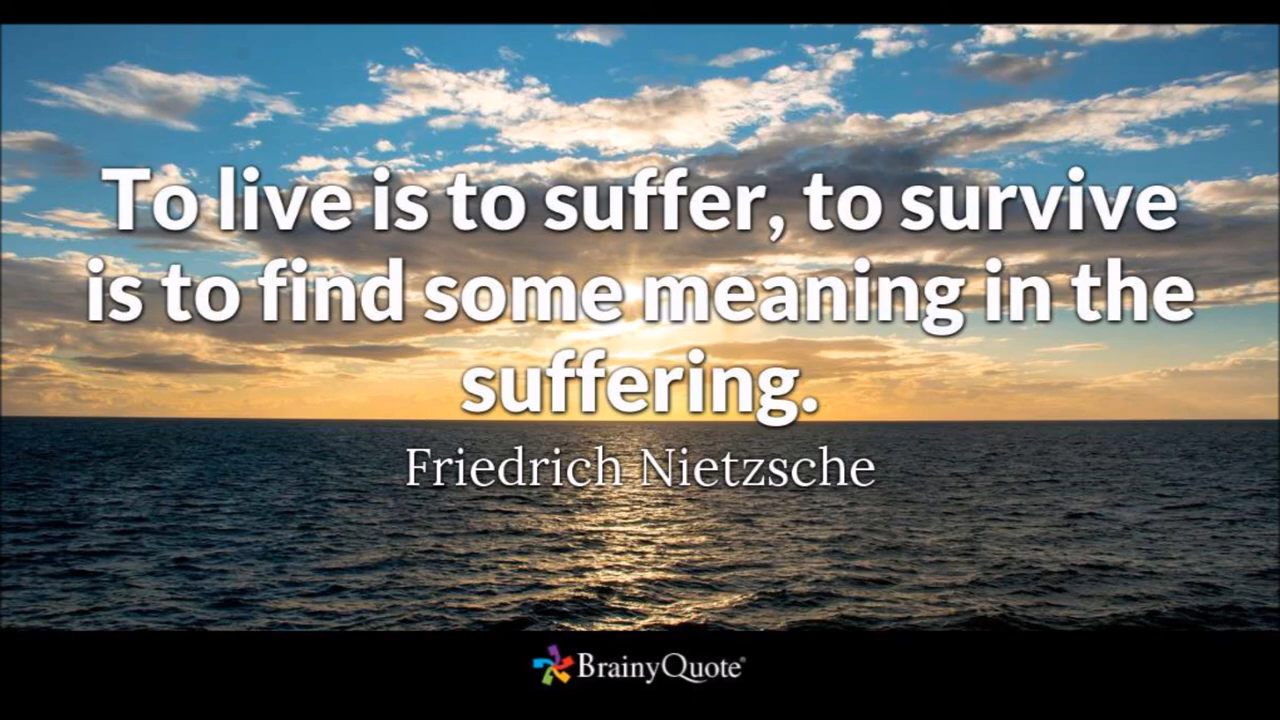 To live is to suffer, to survive
is to find some meaning in the
suffering.
Friedrich Nietzsche
BrainyQuote®